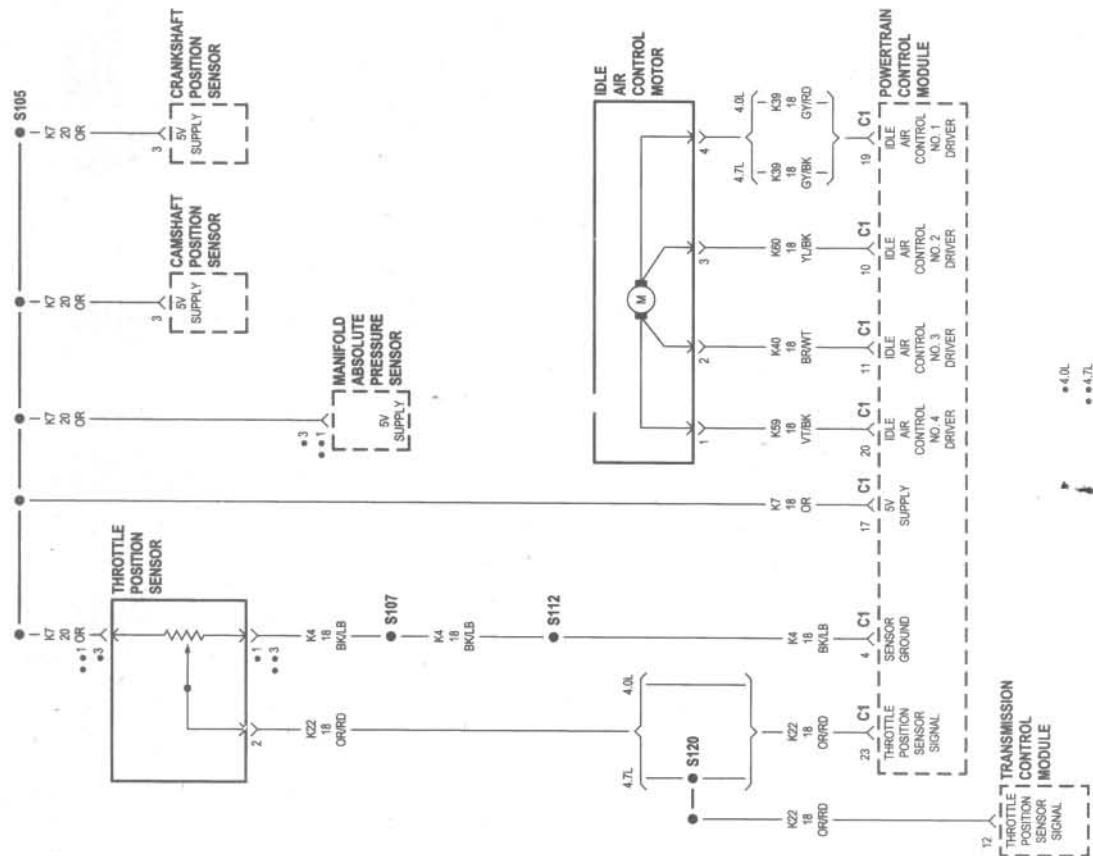 S105
K7
20
OR
3
5V
SUPPLY
CRANKSHAFT
POSITION
SENSOR
K7
20
OR
3
5V
SUPPLY
CAMSHAFT
POSITION
SENSOR
K7
20
OR
•3
••1
5V
SUPPLY
MANIFOLD
ABSOLUTE
PRESSURE
SENSOR
K7
20
OR
••1
•3
THROTTLE
POSITION
SENSOR
•1
••3
2
K4
18
BK/LB
S107
K4
18
BK/LB
S112
K4
18
BK/LB
4
C1
SENSOR
GROUND
K22
18
OR/RD
4.7L
4.0L
S120
K22
18
OR/RD
23
C1
THROTTLE
POSITION
SENSOR
SIGNAL
K22
18
OR/RD
12
THROTTLE
POSITION
SENSOR
SIGNAL
TRANSMISSION
CONTROL
MODULE
K7
18
OR
17
C1
5V
SUPPLY
IDLE
AIR
CONTROL
MOTOR
M
1
2
3
4
K59
18
VT/BK
20
C1
IDLE
AIR
CONTROL
NO. 4
DRIVER
K40
18
BR/WT
11
C1
IDLE
AIR
CONTROL
NO. 3
DRIVER
K60
18
YL/BK
10
C1
IDLE
AIR
CONTROL
NO. 2
DRIVER
4.7L
4.0L
K39
18
GY/BK
K39
18
GY/RD
19
C1
IDLE
AIR
CONTROL
NO. 1
DRIVER
POWERTRAIN
CONTROL
MODULE
•4.0L
••4.7L